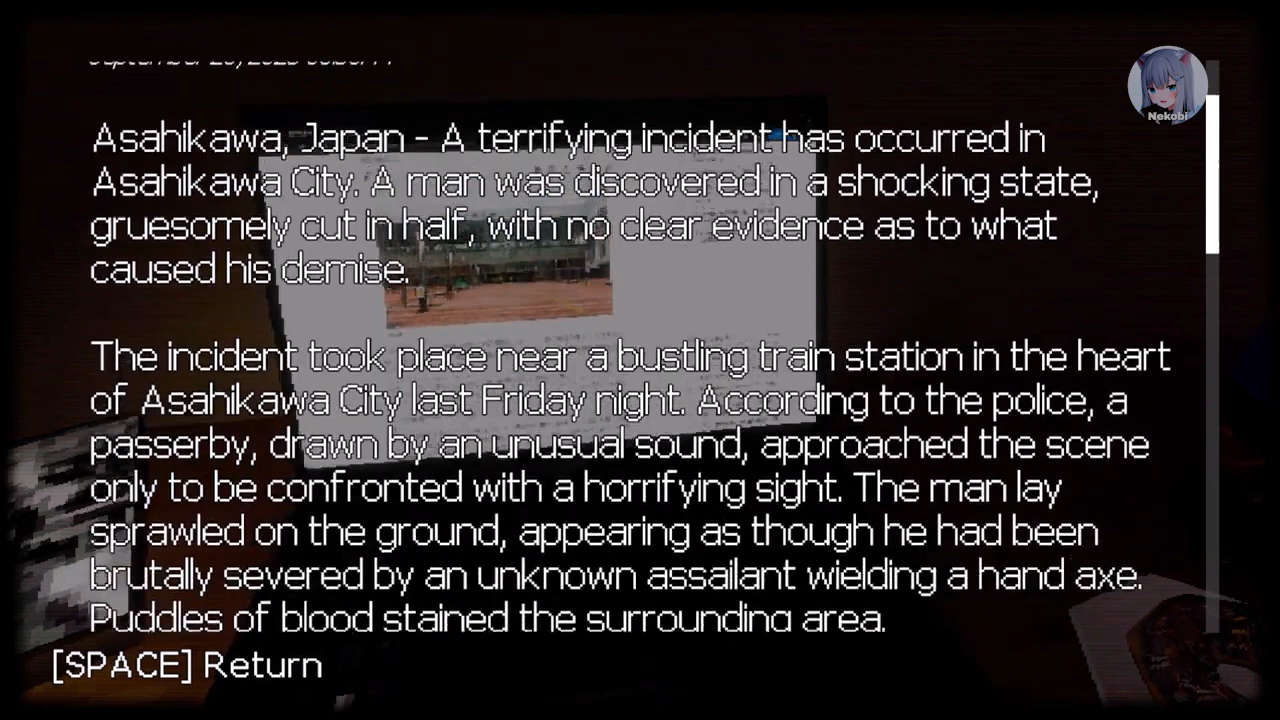 Nekobi
Asahikawa, Japan - A terrifying incident has occurred in
Asahikawa City. A man was discovered in a shocking state,
gruesomely cut in half, with no clear evidence as to what
caused his demise.
The incident took place near a bustling train station in the heart
of Asahikawa City last Friday night. According to the police, a
passerby, drawn by an unusual sound, approached the scene
only to be confronted with a horrifying sight. The man lay
sprawled on the ground, appearing as though he had been
brutally severed by an unknown assailant wielding a hand axe.
Puddles of blood stained the surrounding area.
[SPACE] Return